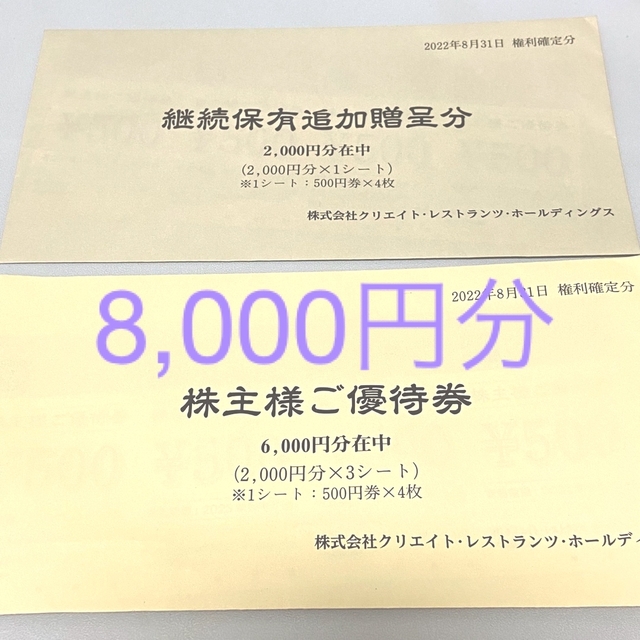 2022年8月31日 権利確定分
継続保有追加贈呈分
2,000円分在中
(2,000円分×1シート)
※1シート:500円券×4枚
株式会社クリエイト・レストランツ・ホールディングス
8,000円分
2022年8月31日 権利確定分
株主様ご優待券
6,000円分在中
(2,000円分×3シート)
※1シート:500円券×4枚
株式会社クリエイト・レストランツ・ホールディ